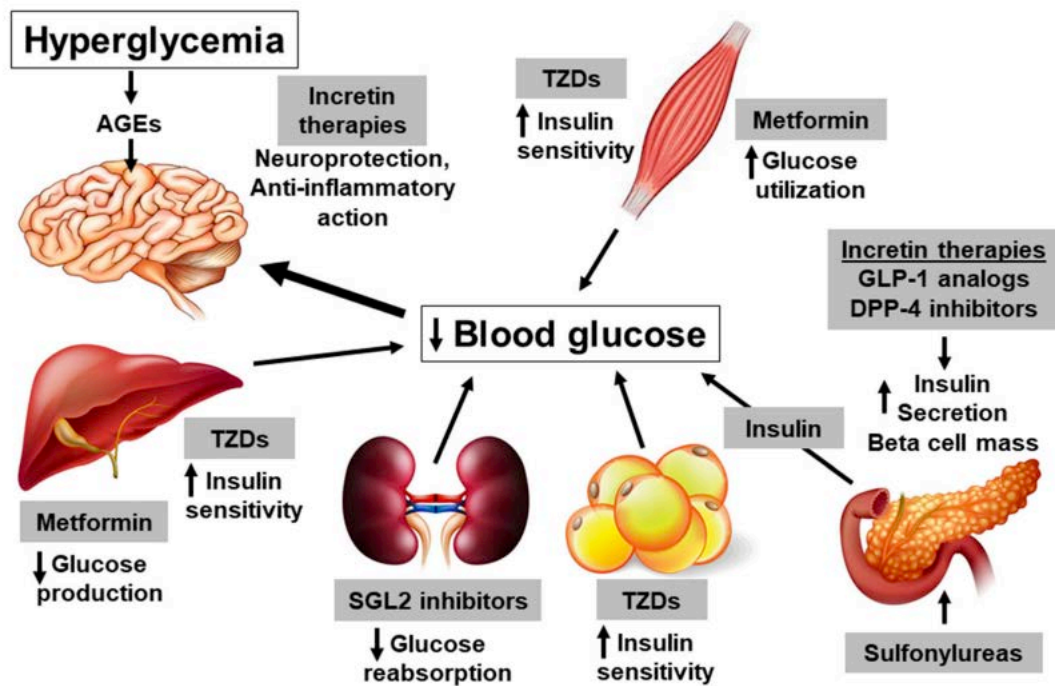 Hyperglycemia
AGEs
Incretin
therapies
Neuroprotection,
Anti-inflammatory
action
TZDs
Insulin
sensitivity
Metformin
Glucose
utilization
Incretin therapies
GLP-1 analogs
DPP-4 inhibitors
Insulin
Secretion
Beta cell mass
Blood glucose
Insulin
TZDs
Insulin
sensitivity
Metformin
Glucose
production
SGL2 inhibitors
Glucose
reabsorption
TZDs
Insulin
sensitivity
Sulfonylureas